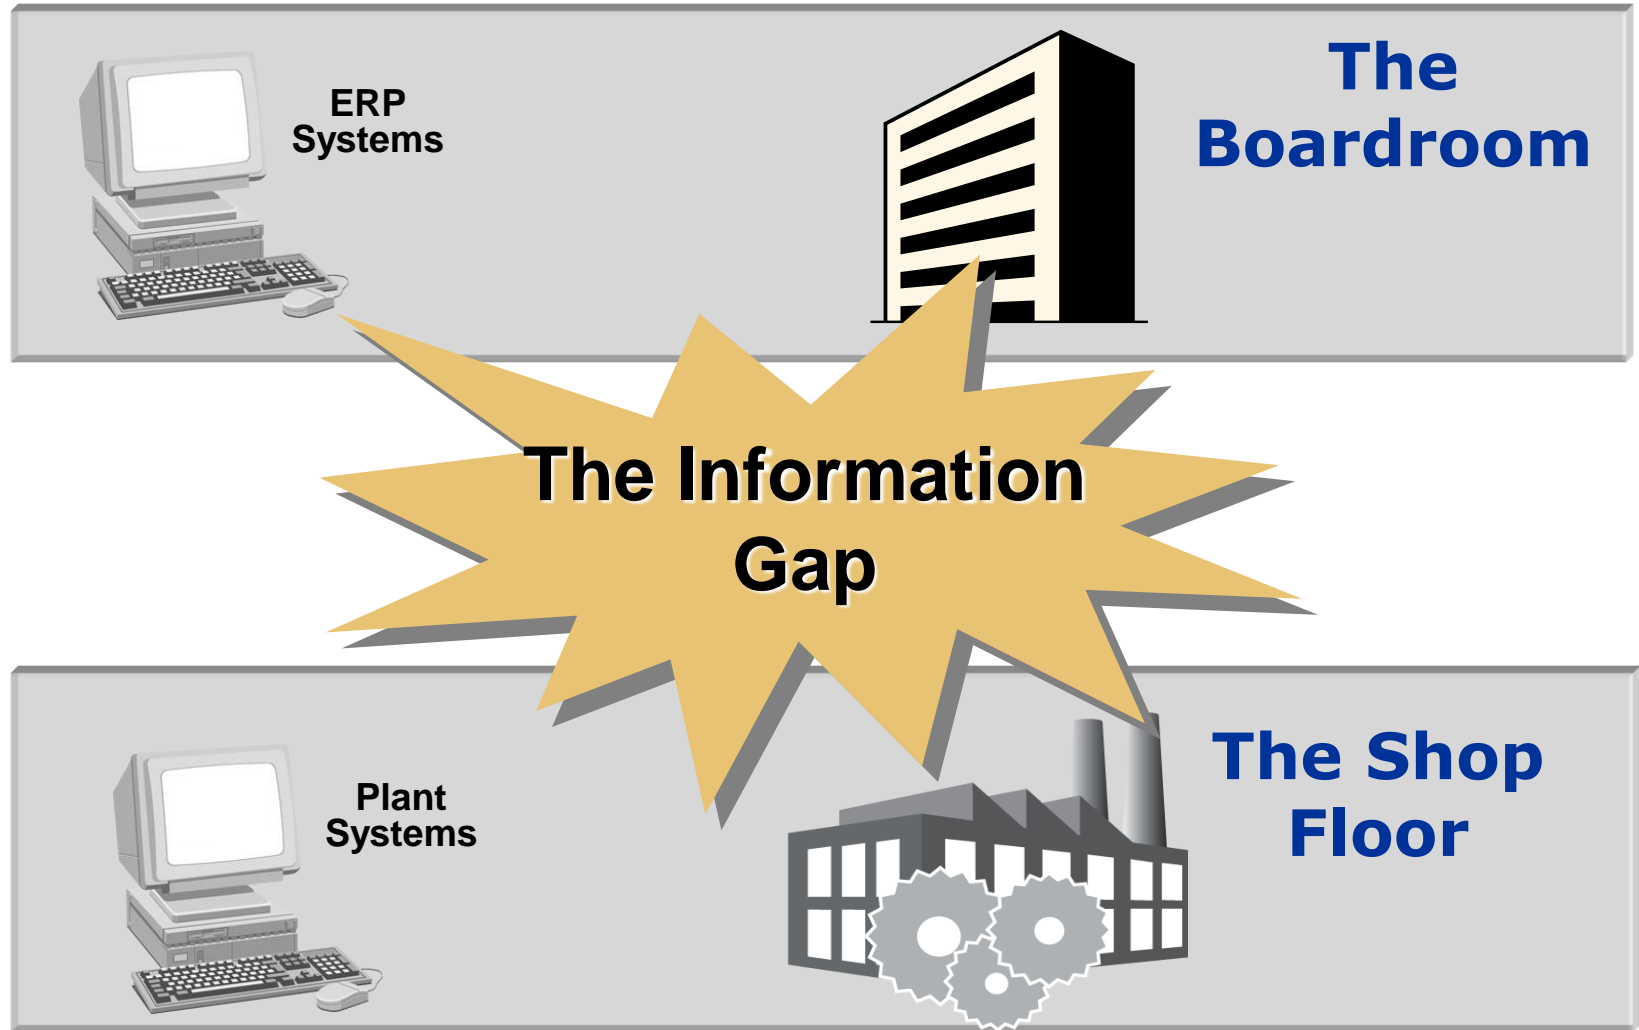 ERP
Systems
The
Boardroom
The Information
Gap
Plant
Systems
The Shop
Floor